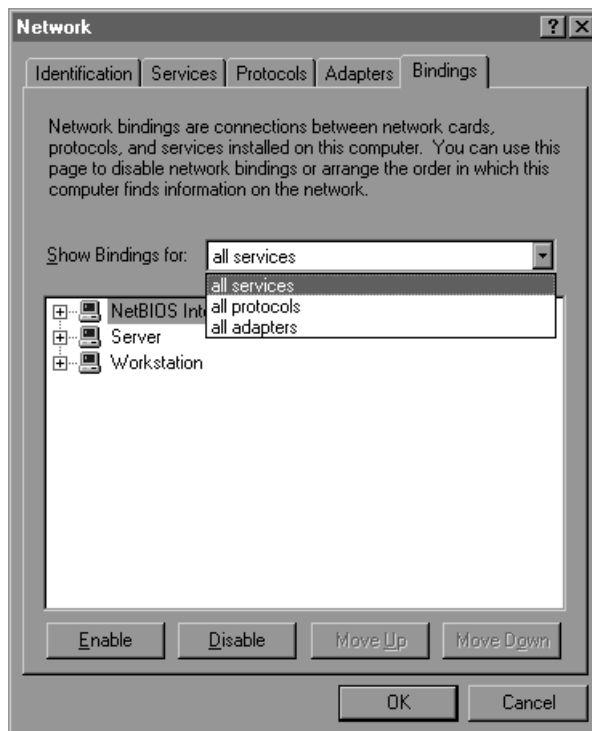 Network
Identification Services Protocols Adapters Bindings
Network bindings are connections between network cards,
protocols, and services installed on this computer. You can use this
page to disable network bindings or arrange the order in which this
computer finds information on the network.
Show Bindings for: all services
all services
all protocols
all adapters
NetBIOS
Server
Workstation
Enable Disable Move Up Move Down
OK Cancel